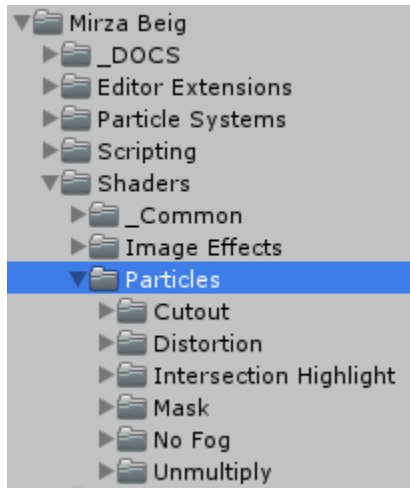 Mirza Beig
_DOCS
Editor Extensions
Particle Systems
Scripting
Shaders
_Common
Image Effects
Particles
Cutout
Distortion
Intersection Highlight
Mask
No Fog
Unmultiply